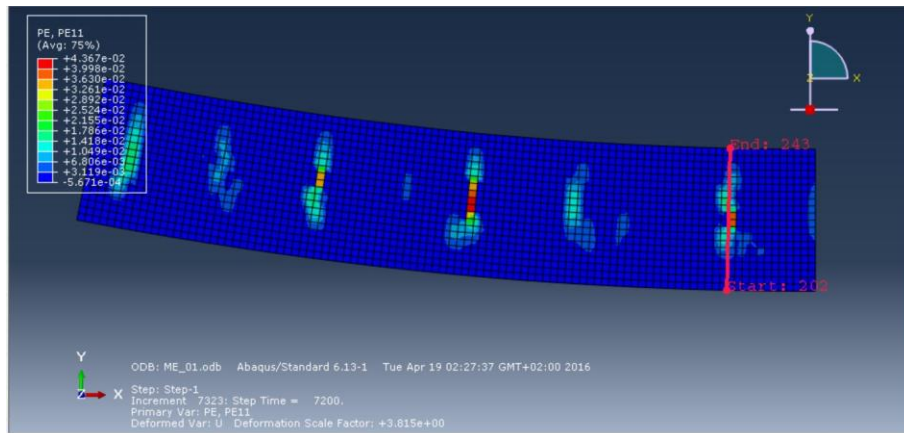 PE, PE11
(Avg: 75%)
+4.367e-02
+3.998e-02
+3.630e-02
+3.261e-02
+2.892e-02
+2.524e-02
+2.155e-02
+1.786e-02
+1.418e-02
+1.049e-02
+6.806e-03
+3.119e-03
-5.671e-04
Y
Z
X
End: 243
Start: 202
Y
Z
X
ODB: ME_01.odb Abaqus/Standard 6.13-1 Tue Apr 19 02:27:37 GMT+02:00 2016
Step: Step-1
Increment 7323: Step Time = 7200.
Primary Var: PE, PE11
Deformed Var: U Deformation Scale Factor: +3.815e+00